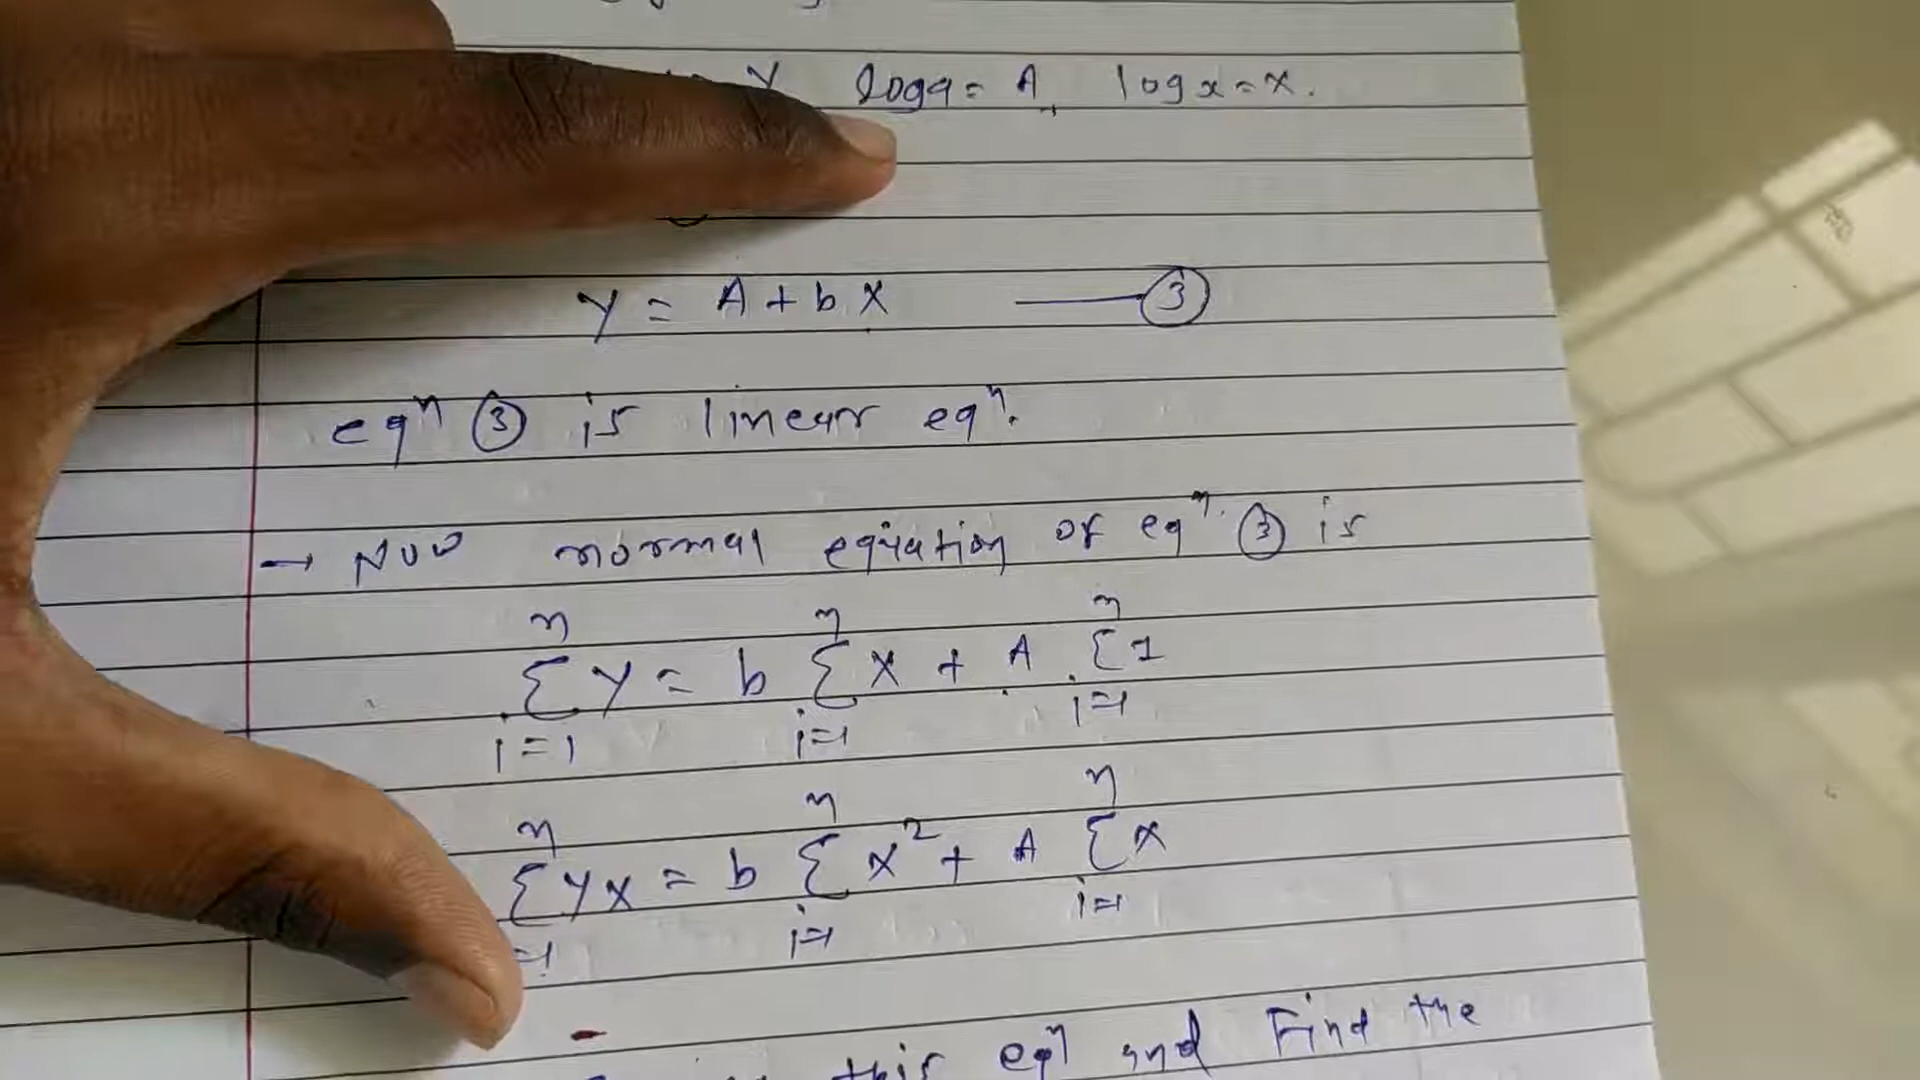 Y log a = A, log x = X.
Y = A + b X —— ③
eqⁿ ③ is linear eqⁿ.
→ Now normal equation of eqⁿ. ③ is
n n n
Σ Y = b Σ X + A Σ 1
i=1 i=1 i=1
n n n
Σ YX = b Σ X² + A Σ X
=1 i=1 i=1
this eqⁿ and Find the